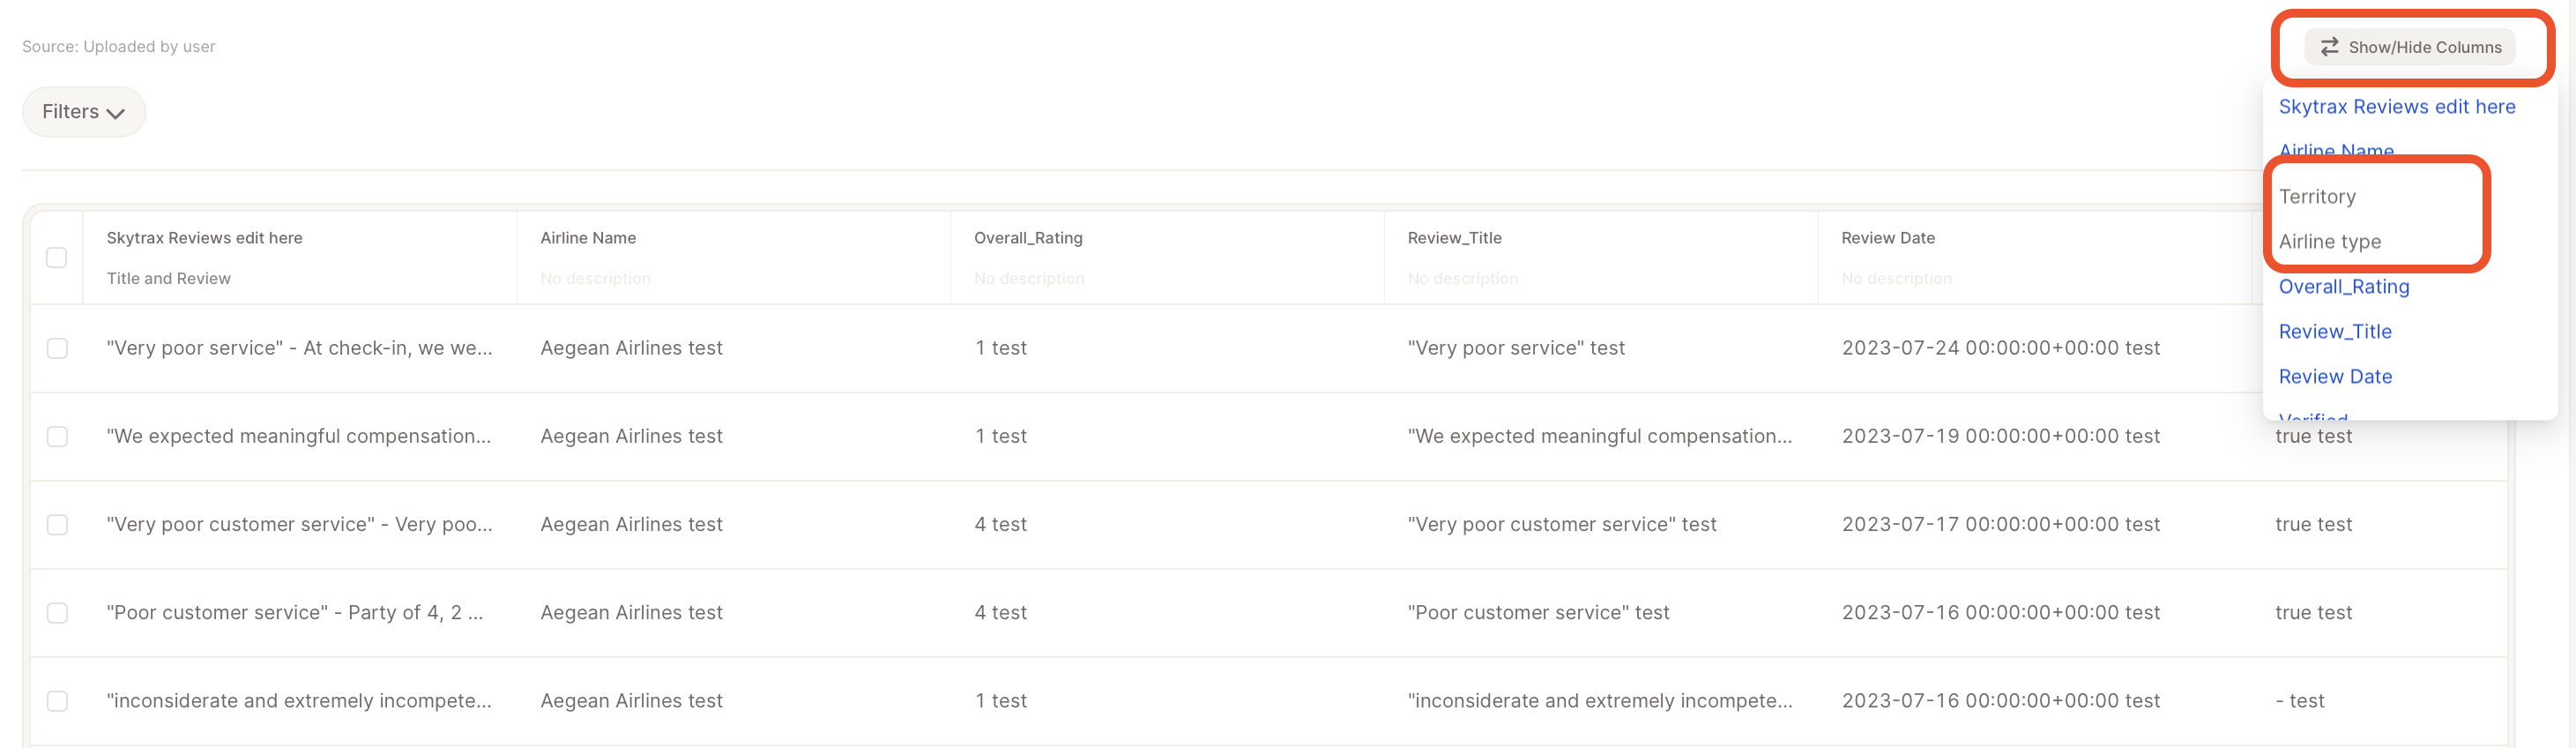 Source: Uploaded by user
Show/Hide Columns
Filters
Skytrax Reviews edit here
Airline Name
Territory
Airline type
Overall_Rating
Review_Title
Review Date
Verified
Skytrax Reviews edit here Airline Name Overall_Rating Review_Title Review Date
Title and Review No description No description No description No description
"Very poor service" - At check-in, we we... Aegean Airlines test 1 test "Very poor service" test 2023-07-24 00:00:00+00:00 test
"We expected meaningful compensation... Aegean Airlines test 1 test "We expected meaningful compensation... 2023-07-19 00:00:00+00:00 test true test
"Very poor customer service" - Very poo... Aegean Airlines test 4 test "Very poor customer service" test 2023-07-17 00:00:00+00:00 test true test
"Poor customer service" - Party of 4, 2 ... Aegean Airlines test 4 test "Poor customer service" test 2023-07-16 00:00:00+00:00 test true test
"inconsiderate and extremely incompete... Aegean Airlines test 1 test "inconsiderate and extremely incompete... 2023-07-16 00:00:00+00:00 test - test